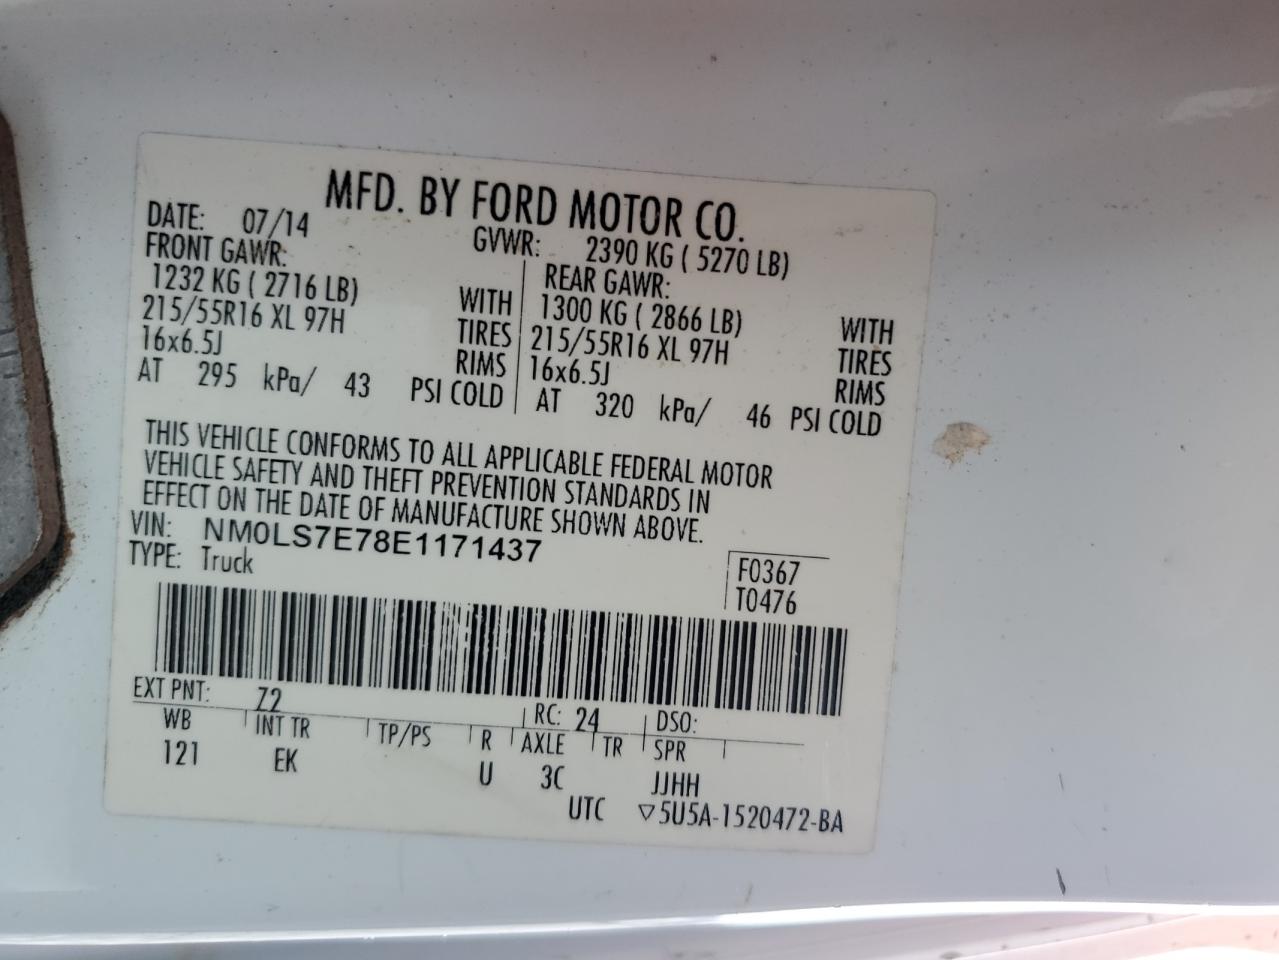 MFD. BY FORD MOTOR CO.
DATE: 07/14 GVWR: 2390 KG ( 5270 LB)
FRONT GAWR: REAR GAWR:
1232 KG ( 2716 LB) WITH 1300 KG ( 2866 LB) WITH
215/55R16 XL 97H TIRES 215/55R16 XL 97H TIRES
16x6.5J RIMS 16x6.5J RIMS
AT 295 kPa/ 43 PSI COLD AT 320 kPa/ 46 PSI COLD
THIS VEHICLE CONFORMS TO ALL APPLICABLE FEDERAL MOTOR
VEHICLE SAFETY AND THEFT PREVENTION STANDARDS IN
EFFECT ON THE DATE OF MANUFACTURE SHOWN ABOVE.
VIN: NM0LS7E78E1171437
TYPE: Truck F0367
T0476
EXT PNT: Z2 RC: 24 DSO:
WB INT TR TP/PS R AXLE TR SPR
121 EK U 3C JJHH
UTC ▽5U5A-1520472-BA